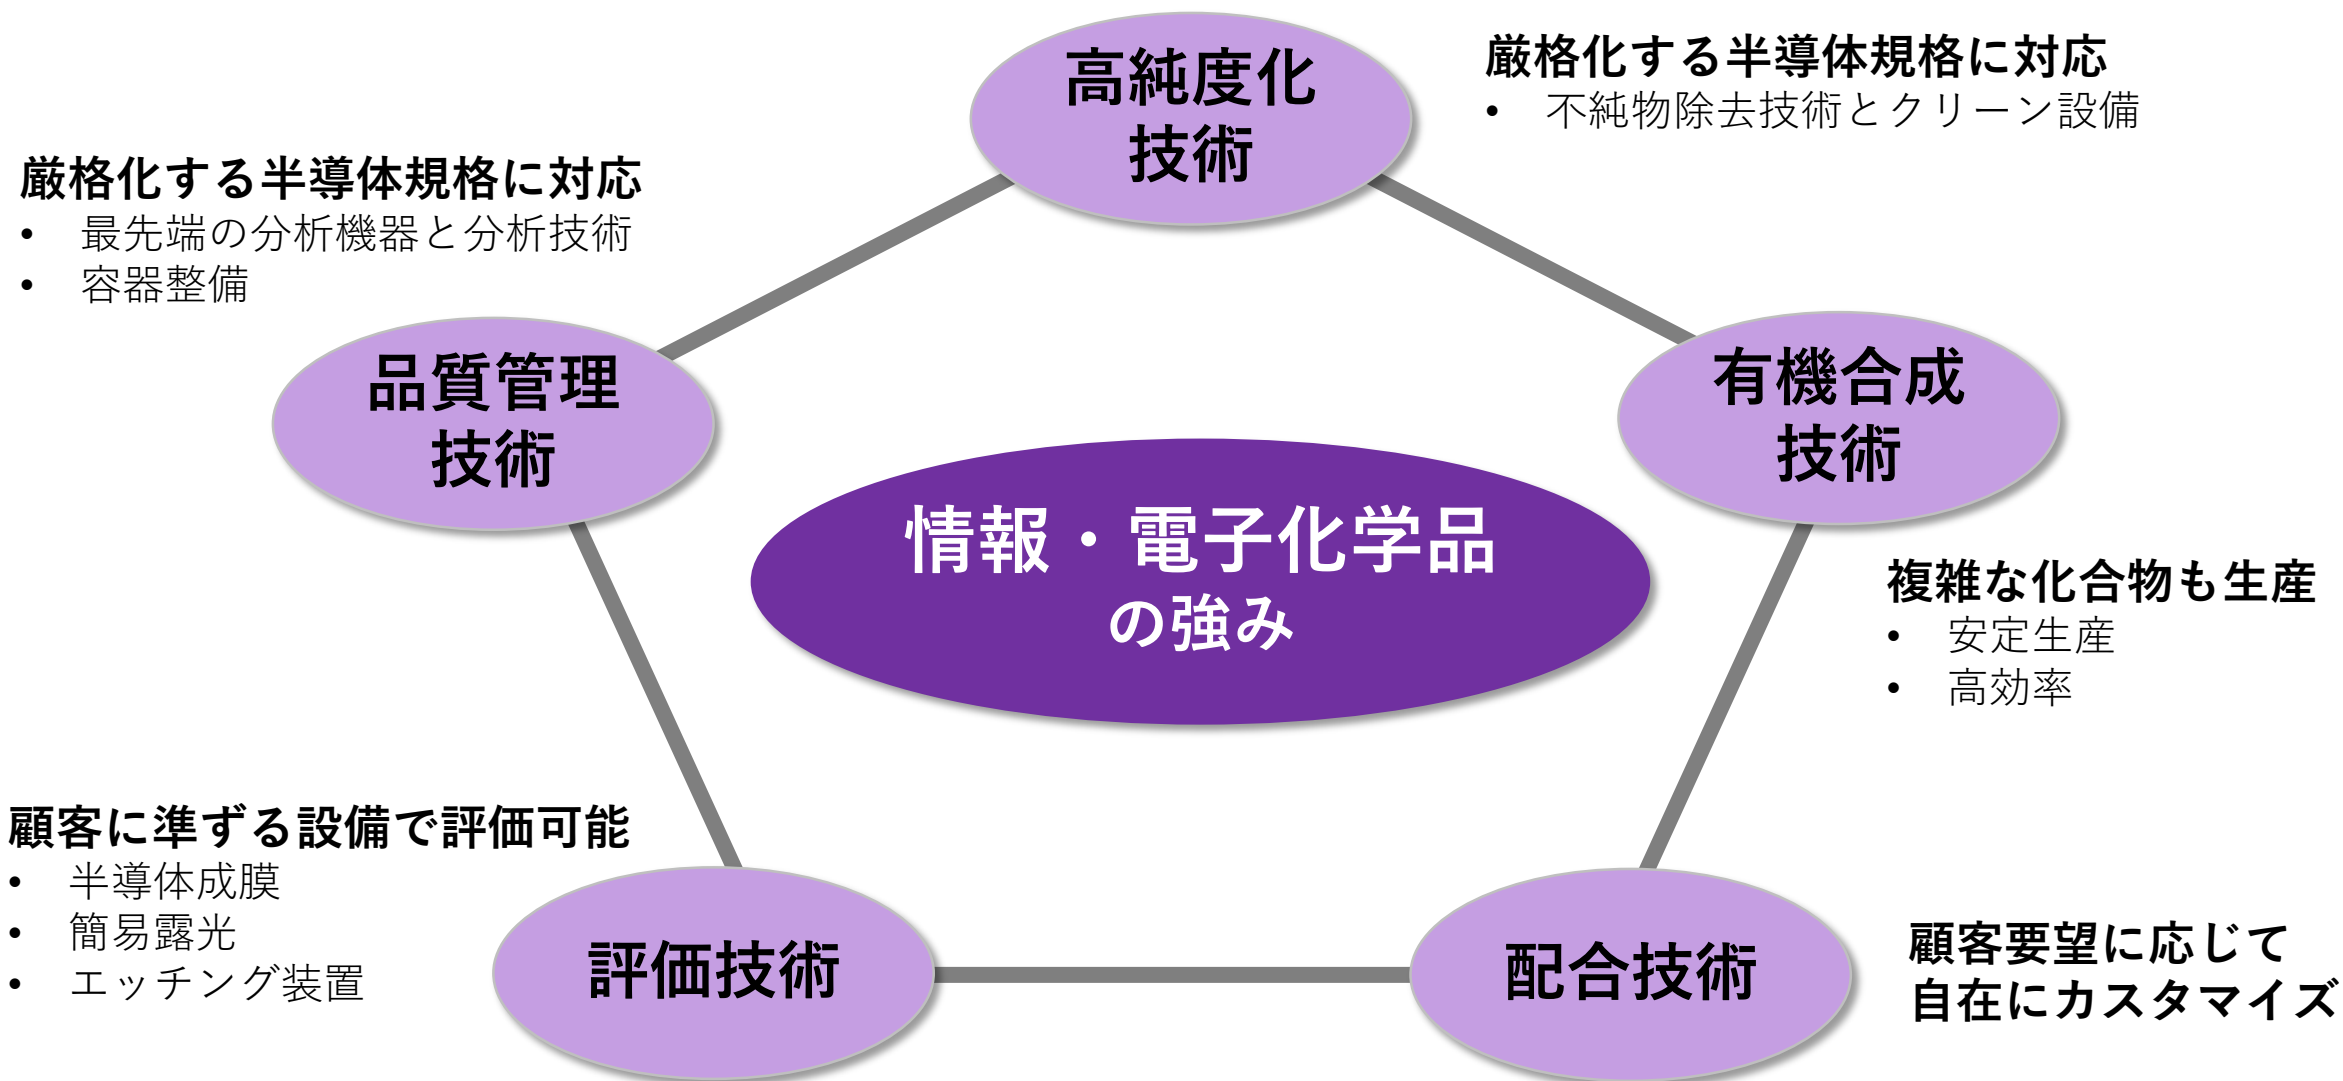 高純度化
技術
厳格化する半導体規格に対応
• 不純物除去技術とクリーン設備
厳格化する半導体規格に対応
• 最先端の分析機器と分析技術
• 容器整備
品質管理
技術
有機合成
技術
情報・電子化学品
の強み
複雑な化合物も生産
• 安定生産
• 高効率
顧客に準ずる設備で評価可能
• 半導体成膜
• 簡易露光
• エッチング装置
評価技術
配合技術
顧客要望に応じて
自在にカスタマイズ